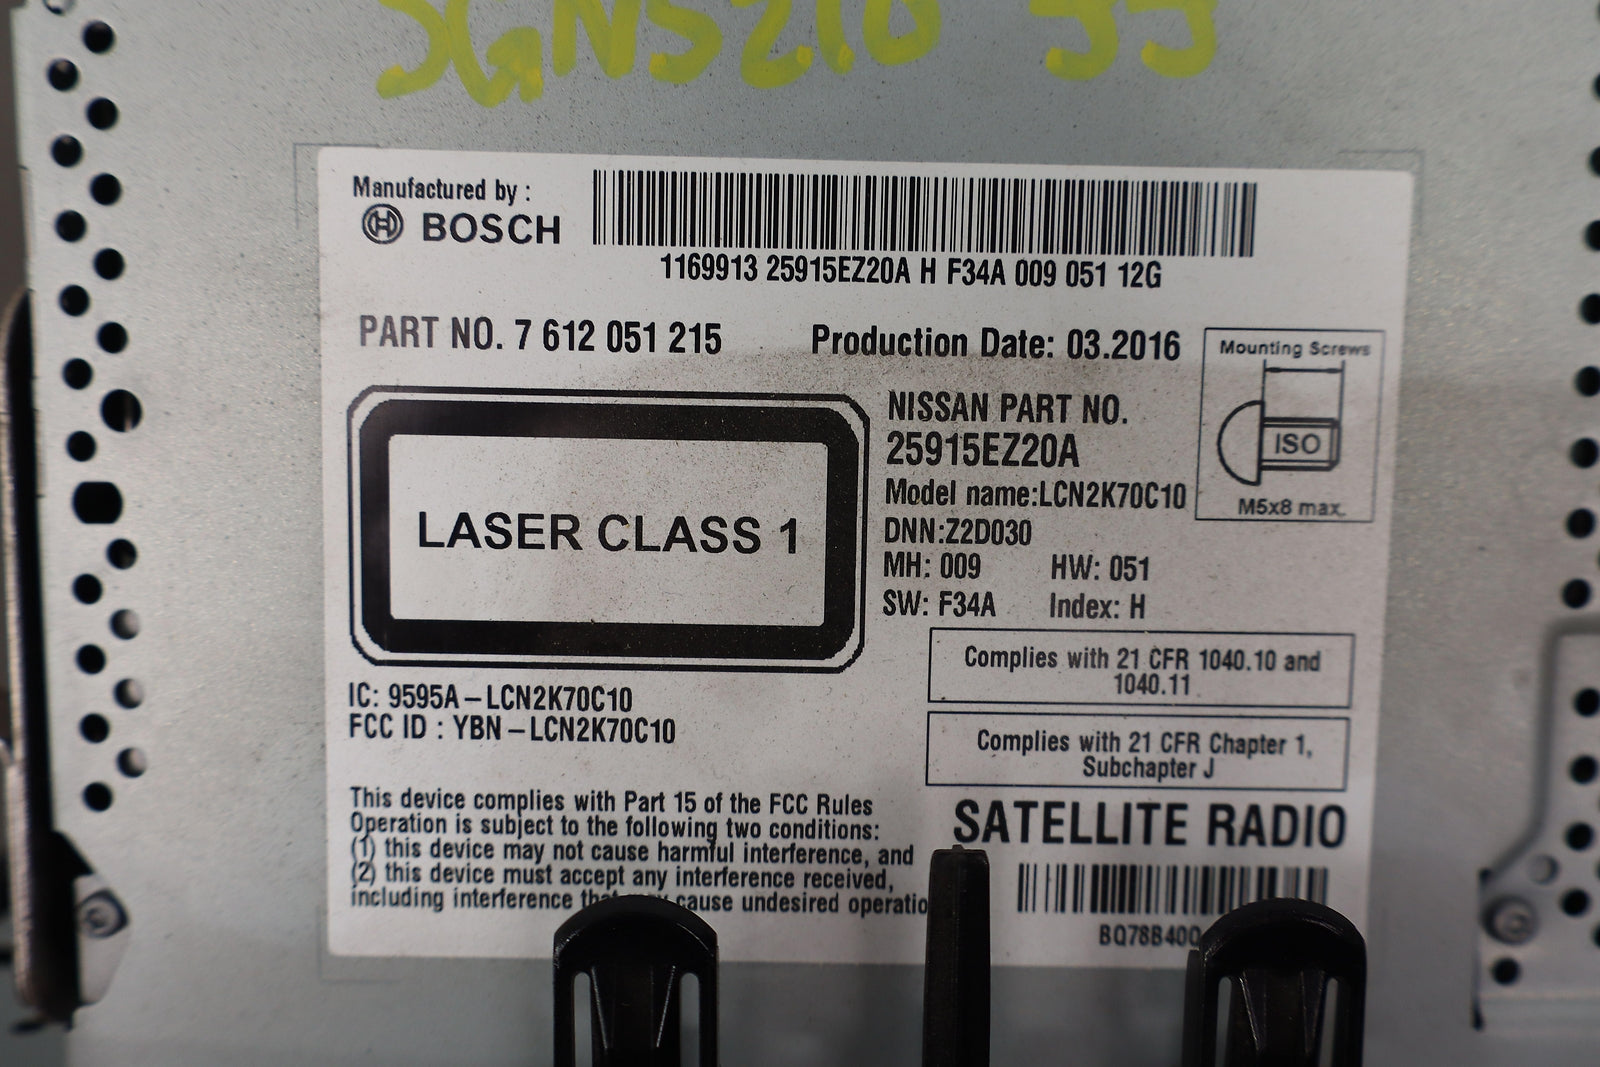 Manufactured by :
BOSCH
1169913 25915EZ20A H F34A 009 051 12G
PART NO. 7 612 051 215
Production Date: 03.2016
Mounting Screws
ISO
M5x8 max.
LASER CLASS 1
NISSAN PART NO.
25915EZ20A
Model name:LCN2K70C10
DNN:Z2D030
MH: 009 HW: 051
SW: F34A Index: H
Complies with 21 CFR 1040.10 and
1040.11
Complies with 21 CFR Chapter 1,
Subchapter J
IC: 9595A – LCN2K70C10
FCC ID : YBN – LCN2K70C10
This device complies with Part 15 of the FCC Rules
Operation is subject to the following two conditions:
(1) this device may not cause harmful interference, and
(2) this device must accept any interference received,
including interference cause undesired
SATELLITE RADIO